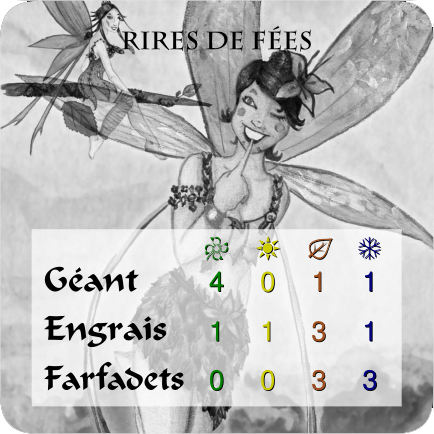 RIRES DE FÉES
Géant 4 0 1 1
Engrais 1 1 3 1
Farfadets 0 0 3 3